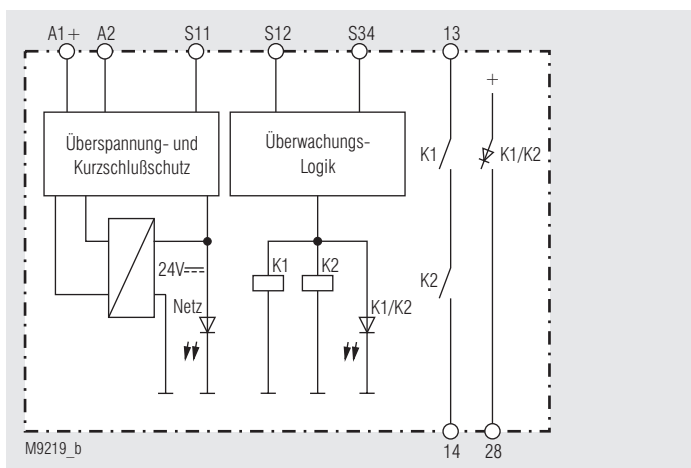 A1+ A2 S11 S12 S34 13
+
Überspannung- und
Kurzschlußschutz
Überwachungs-
Logik
K1
K1/K2
24V
K1
K2
K2
Netz
K1/K2
M9219_b
14 28